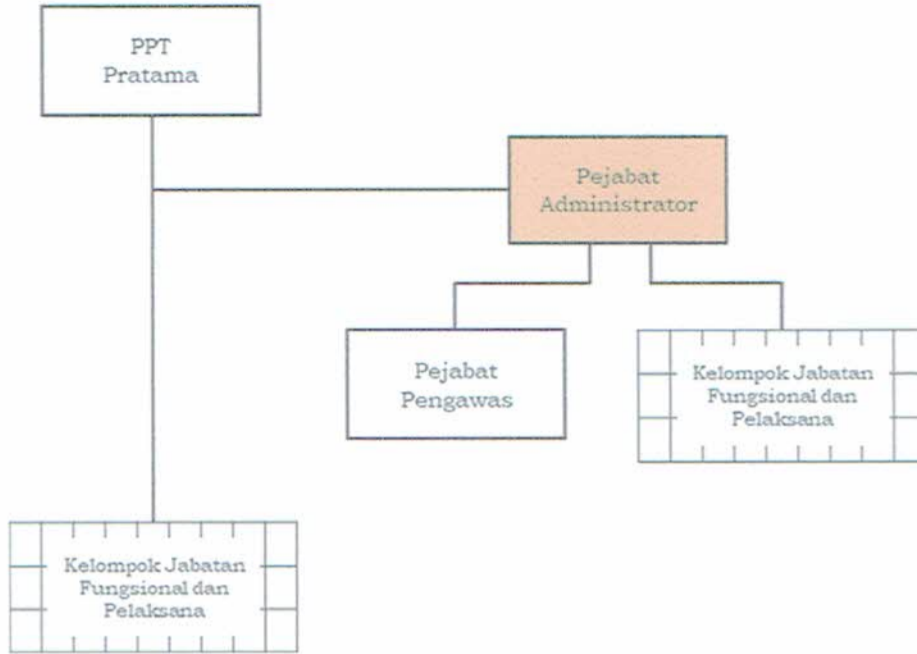 PPT
Pratama
Pejabat
Administrator
Pejabat
Pengawas
Kelompok Jabatan
Fungsional dan
Pelaksana
Kelompok Jabatan
Fungsional dan
Pelaksana